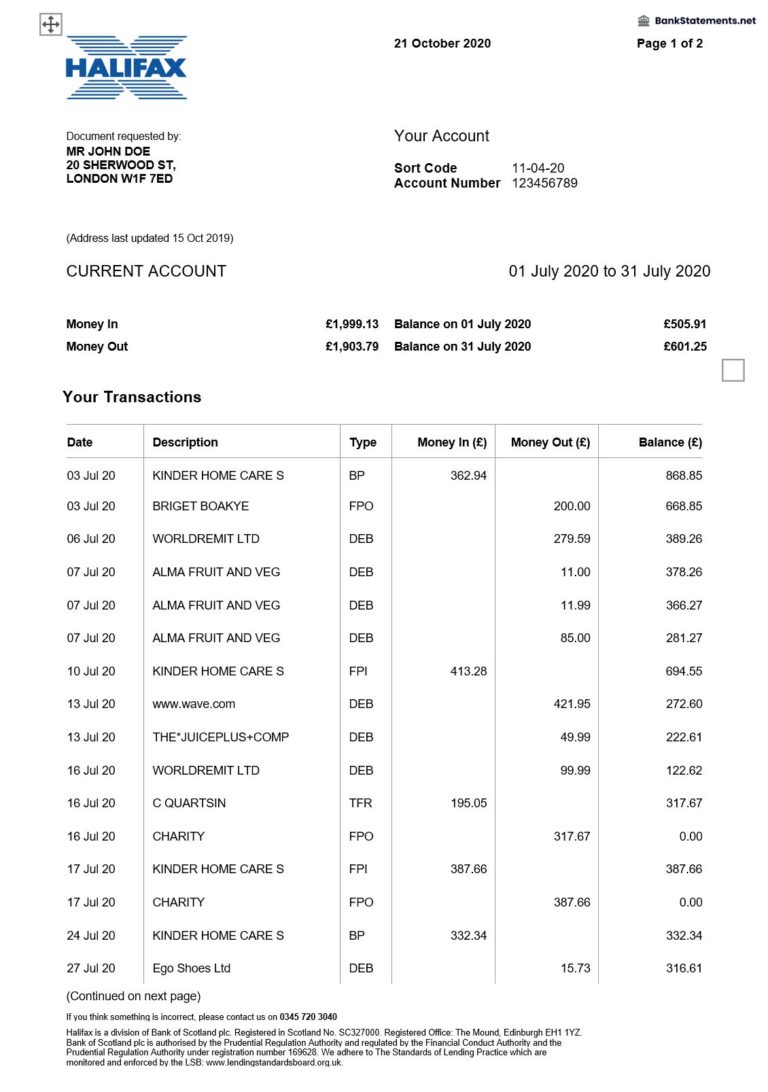 BankStatements.net
21 October 2020 Page 1 of 2
HALIFAX
Document requested by:
MR JOHN DOE
20 SHERWOOD ST,
LONDON W1F 7ED
Your Account
Sort Code 11-04-20
Account Number 123456789
(Address last updated 15 Oct 2019)
CURRENT ACCOUNT 01 July 2020 to 31 July 2020
Money In £1,999.13 Balance on 01 July 2020 £505.91
Money Out £1,903.79 Balance on 31 July 2020 £601.25
Your Transactions
Date Description Type Money In (£) Money Out (£) Balance (£)
03 Jul 20 KINDER HOME CARE S BP 362.94 868.85
03 Jul 20 BRIGET BOAKYE FPO 200.00 668.85
06 Jul 20 WORLDREMIT LTD DEB 279.59 389.26
07 Jul 20 ALMA FRUIT AND VEG DEB 11.00 378.26
07 Jul 20 ALMA FRUIT AND VEG DEB 11.99 366.27
07 Jul 20 ALMA FRUIT AND VEG DEB 85.00 281.27
10 Jul 20 KINDER HOME CARE S FPI 413.28 694.55
13 Jul 20 www.wave.com DEB 421.95 272.60
13 Jul 20 THE*JUICEPLUS+COMP DEB 49.99 222.61
16 Jul 20 WORLDREMIT LTD DEB 99.99 122.62
16 Jul 20 C QUARTSIN TFR 195.05 317.67
16 Jul 20 CHARITY FPO 317.67 0.00
17 Jul 20 KINDER HOME CARE S FPI 387.66 387.66
17 Jul 20 CHARITY FPO 387.66 0.00
24 Jul 20 KINDER HOME CARE S BP 332.34 332.34
27 Jul 20 Ego Shoes Ltd DEB 15.73 316.61
(Continued on next page)
If you think something is incorrect, please contact us on 0345 720 3040
Halifax is a division of Bank of Scotland plc. Registered in Scotland No. SC327000. Registered Office: The Mound, Edinburgh EH1 1YZ.
Bank of Scotland plc is authorised by the Prudential Regulation Authority and regulated by the Financial Conduct Authority and the
Prudential Regulation Authority under registration number 169628. We adhere to The Standards of Lending Practice which are
monitored and enforced by the LSB: www.lendingstandardsboard.org.uk.